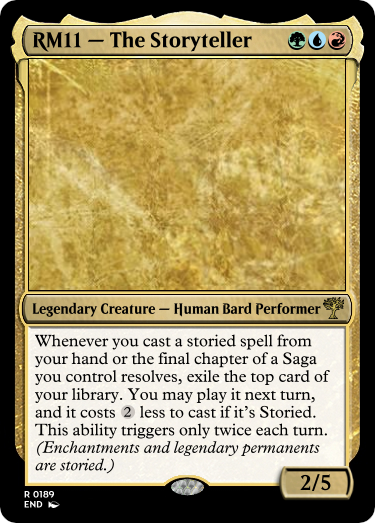 RM11 — The Storyteller
Legendary Creature — Human Bard Performer
Whenever you cast a storied spell from
your hand or the final chapter of a Saga
you control resolves, exile the top card of
your library. You may play it next turn,
and it costs 2 less to cast if it's Storied.
This ability triggers only twice each turn.
(Enchantments and legendary permanents
are storied.)
2/5
R 0189
END